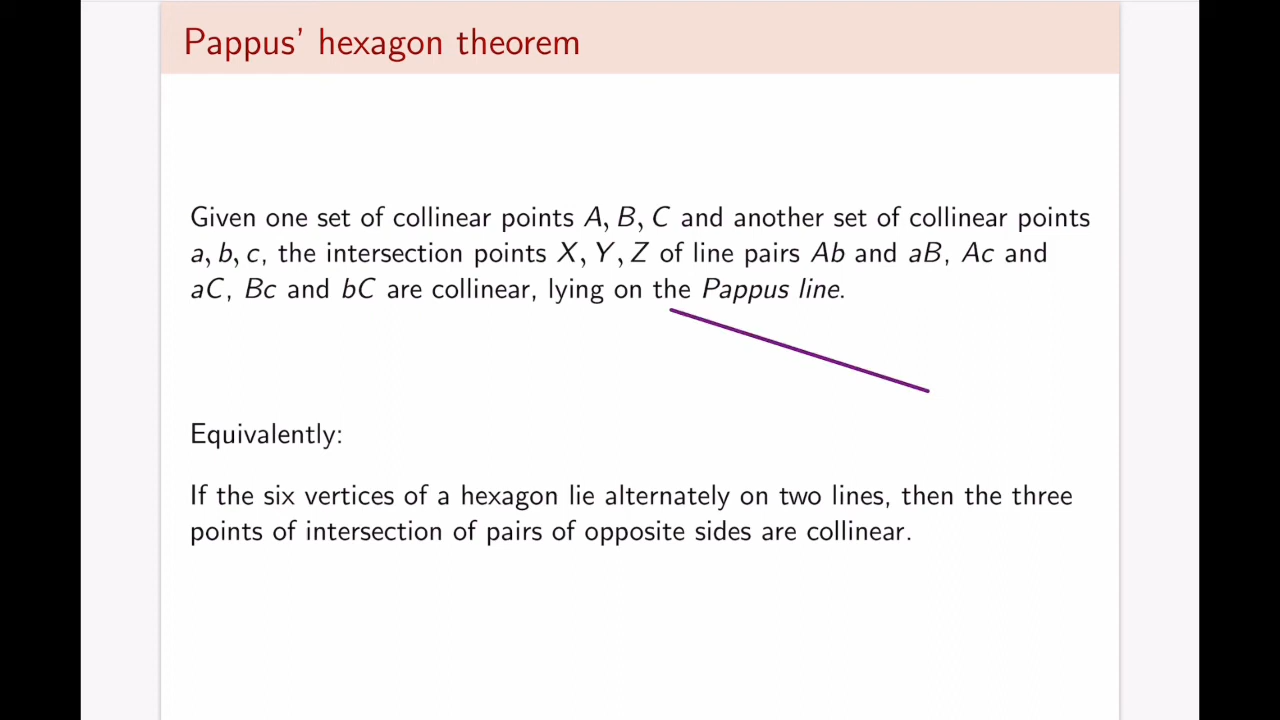 Pappus' hexagon theorem
Given one set of collinear points A, B, C and another set of collinear points
a, b, c, the intersection points X, Y, Z of line pairs Ab and aB, Ac and
aC, Bc and bC are collinear, lying on the Pappus line.
Equivalently:
If the six vertices of a hexagon lie alternately on two lines, then the three
points of intersection of pairs of opposite sides are collinear.